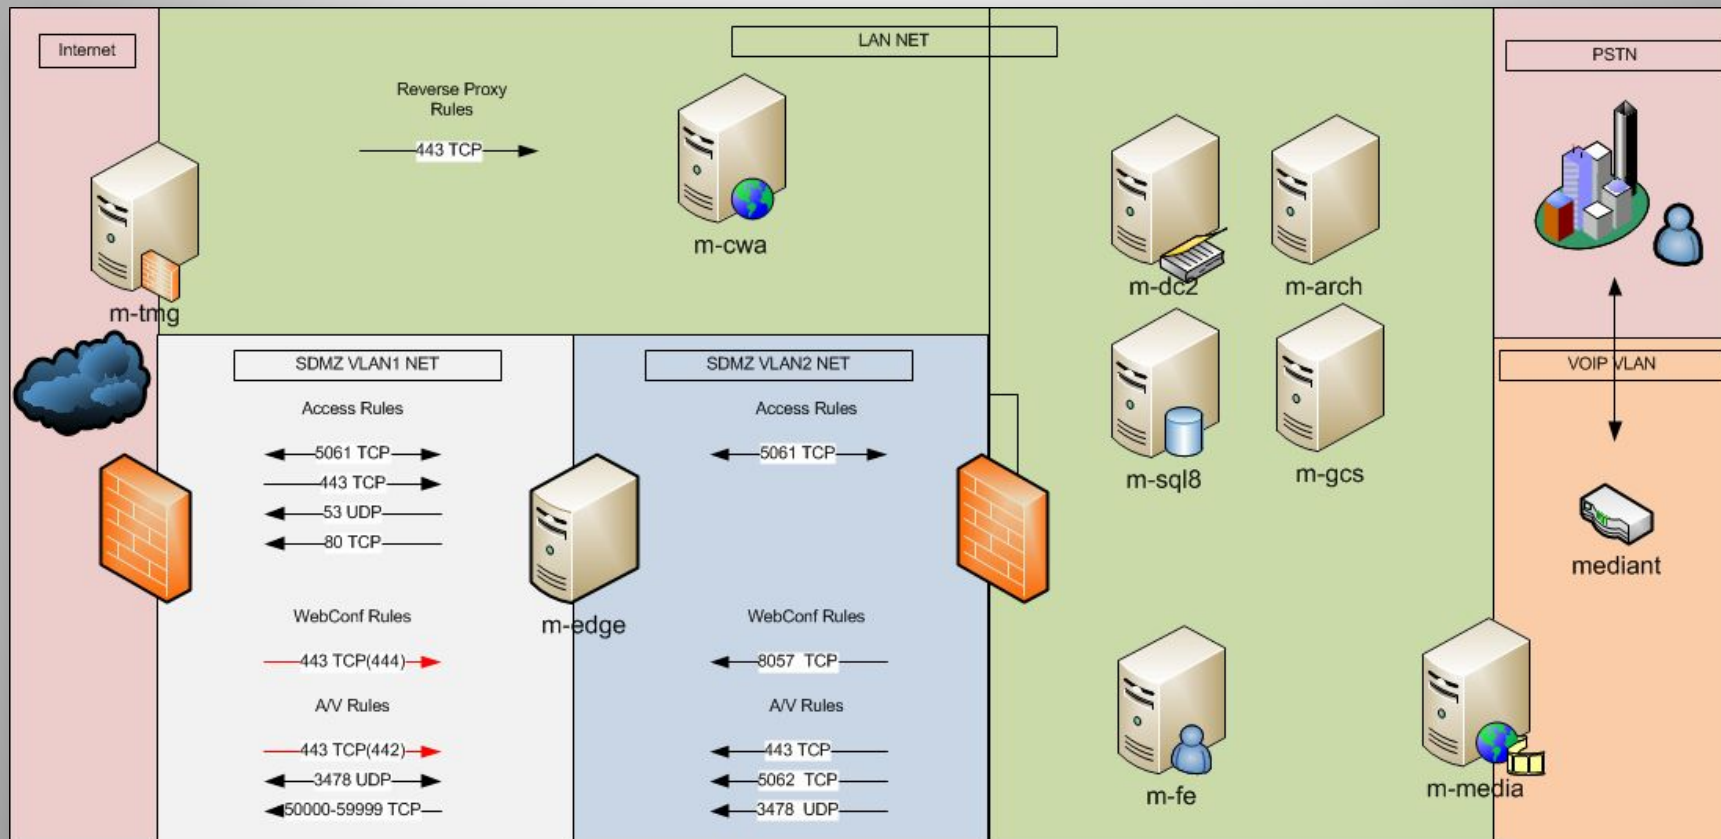 Internet
LAN NET
PSTN
Reverse Proxy
Rules
443 TCP
m-cwa
m-tmg
m-dc2
m-arch
m-sql8
m-gcs
SDMZ VLAN1 NET
Access Rules
5061 TCP
443 TCP
53 UDP
80 TCP
WebConf Rules
443 TCP(444)
A/V Rules
443 TCP(442)
3478 UDP
50000-59999 TCP
m-edge
SDMZ VLAN2 NET
Access Rules
5061 TCP
WebConf Rules
8057 TCP
A/V Rules
443 TCP
5062 TCP
3478 UDP
VOIP VLAN
mediant
m-fe
m-media